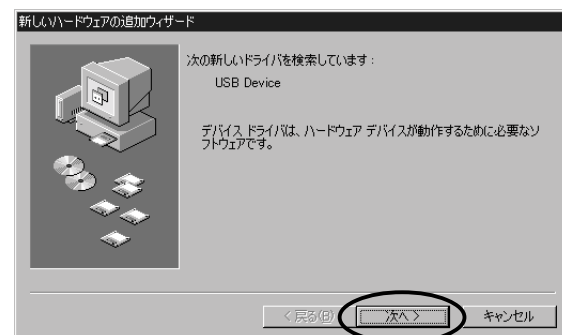 新しいハードウェアの追加ウィザード
次の新しいドライバを検索しています：
USB Device
デバイス ドライバは、ハードウェア デバイスが動作するために必要なソ
フトウェアです。
< 戻る(B)
次へ >
キャンセル